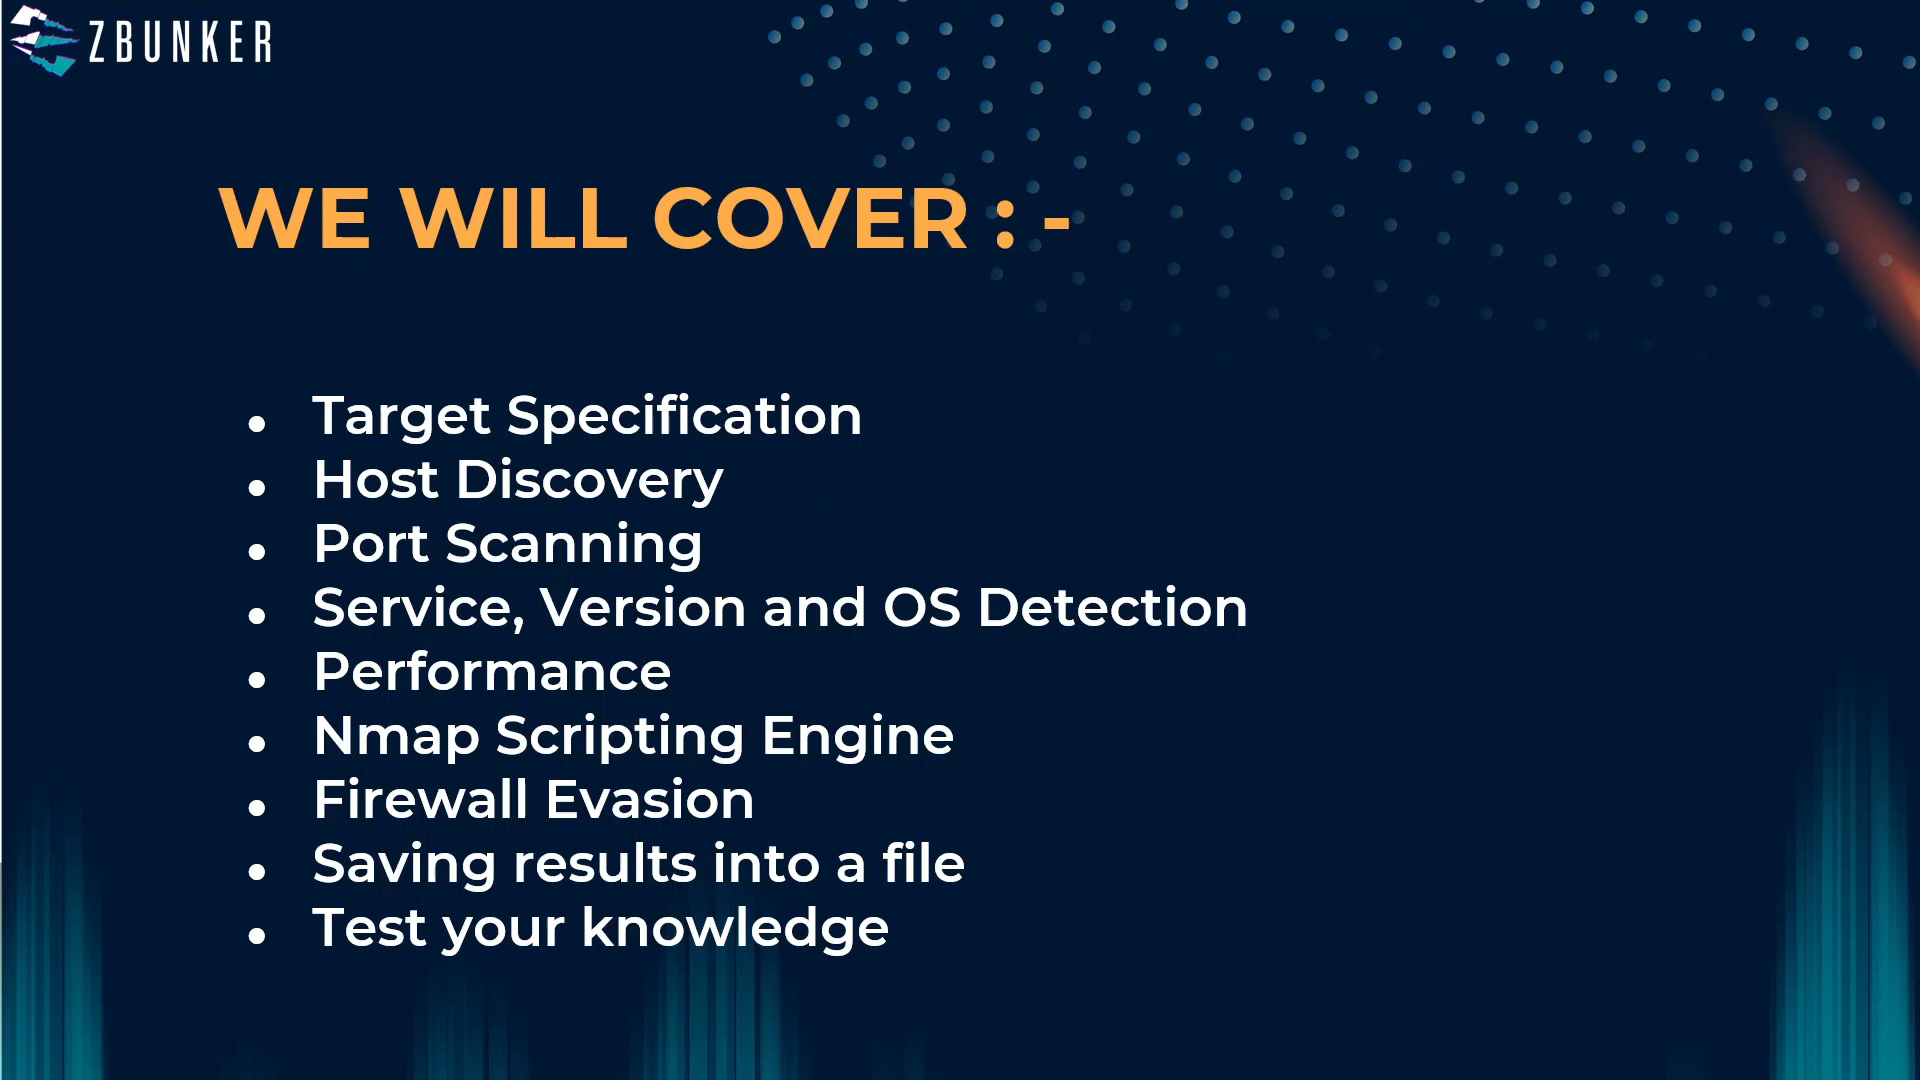 ZBUNKER
WE WILL COVER : -
• Target Specification
• Host Discovery
• Port Scanning
• Service, Version and OS Detection
• Performance
• Nmap Scripting Engine
• Firewall Evasion
• Saving results into a file
• Test your knowledge